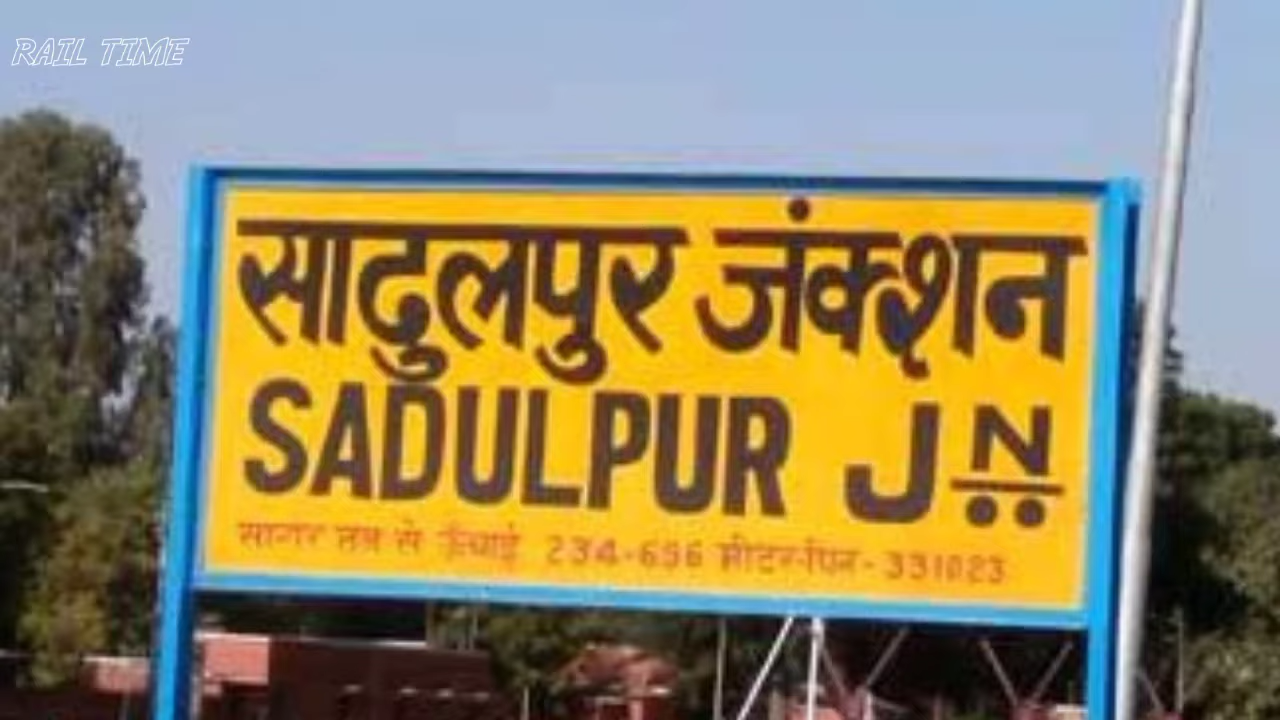 RAIL TIME
सादुलपुर जंक्शन
SADULPUR JN
सागर तल से ऊँचाई 234-656 मीटर-पिन- 331023